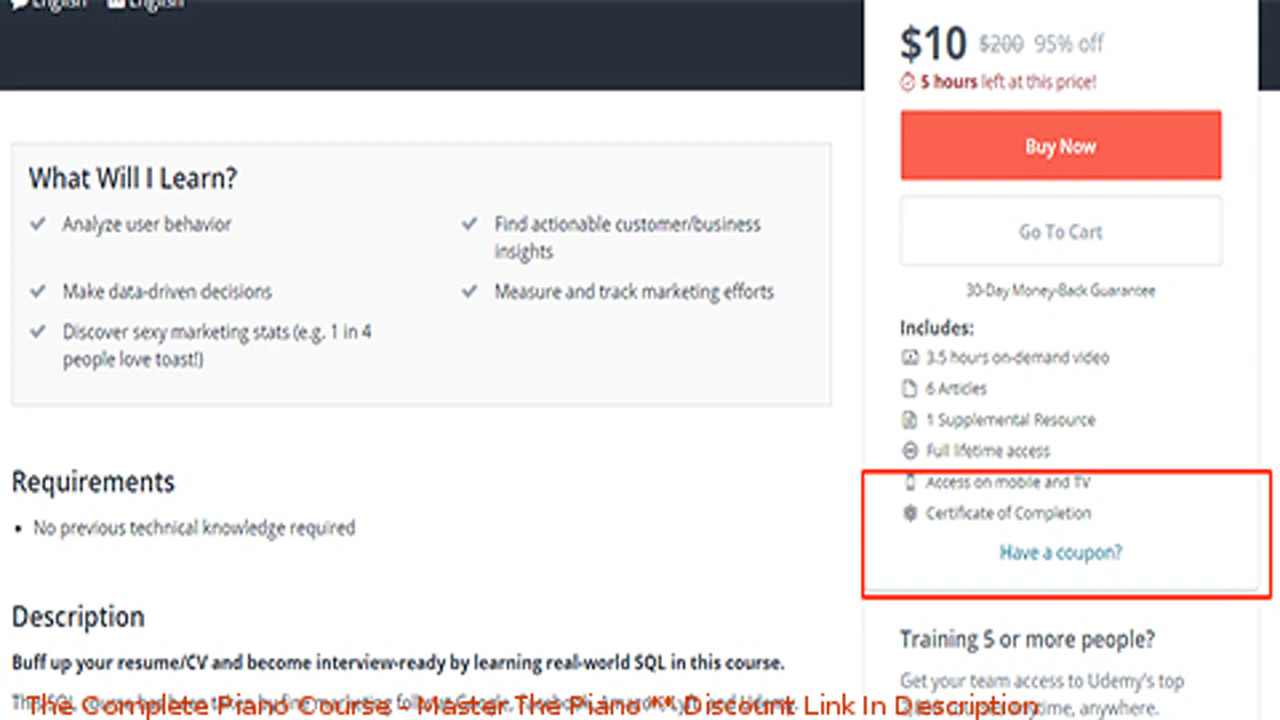 English English
What Will I Learn?
Analyze user behavior
Find actionable customer/business
insights
Make data-driven decisions
Measure and track marketing efforts
Discover sexy marketing stats (e.g. 1 in 4
people love toast!)
Requirements
No previous technical knowledge required
Description
Buff up your resume/CV and become interview-ready by learning real-world SQL in this course.
The Complete Piano Course - Master The Piano ** Discount Link In Description
$10 $200 95% off
5 hours left at this price!
Buy Now
Go To Cart
30-Day Money-Back Guarantee
Includes:
3.5 hours on-demand video
6 Articles
1 Supplemental Resource
Full lifetime access
Access on mobile and TV
Certificate of Completion
Have a coupon?
Training 5 or more people?
Get your team access to Udemy's top
anytime, anywhere.